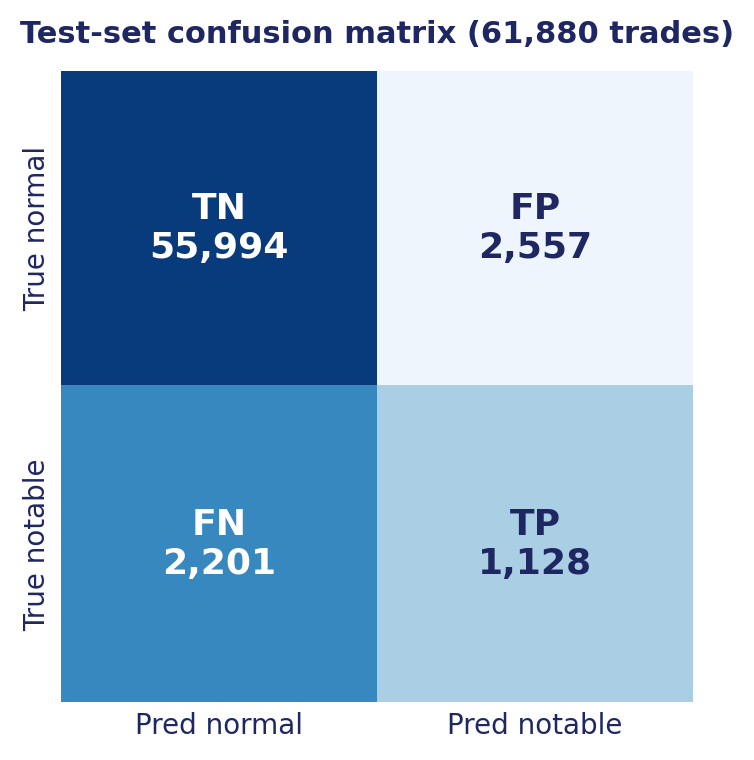 Test-set confusion matrix (61,880 trades)
True normal
TN
55,994
FP
2,557
True notable
FN
2,201
TP
1,128
Pred normal
Pred notable